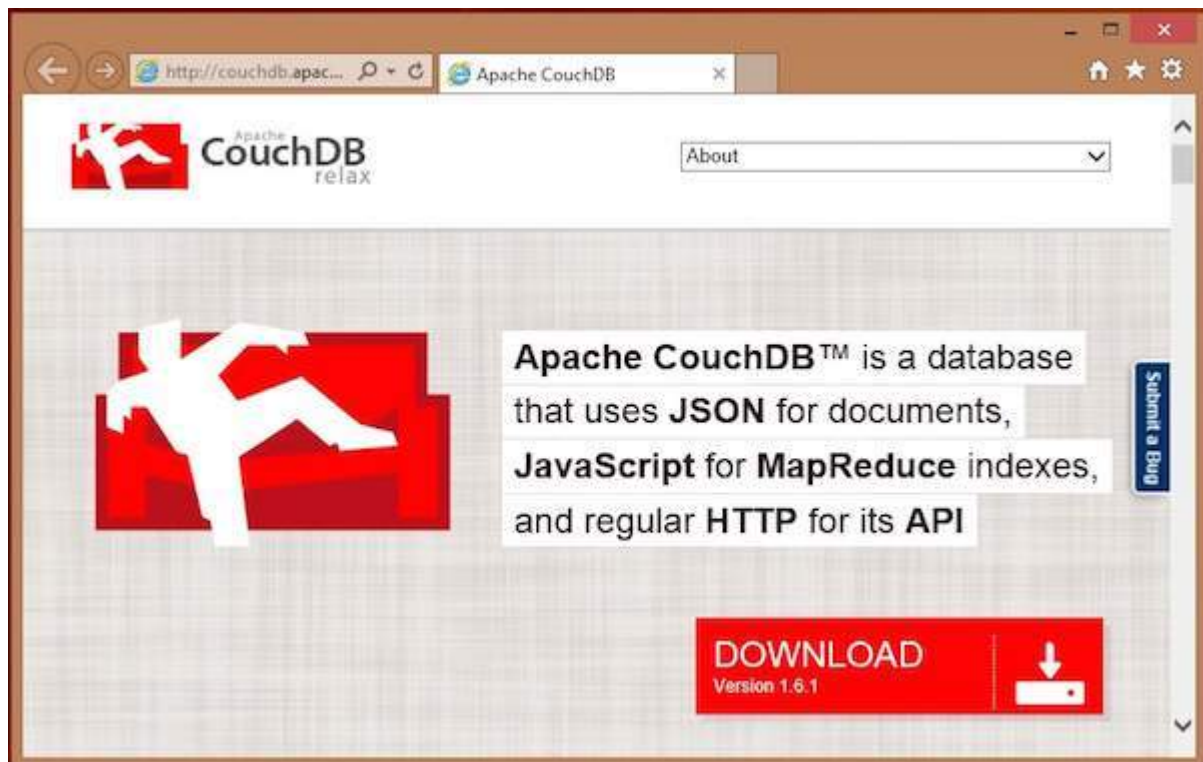 http://couchdb.apac...
Apache CouchDB
Apache
CouchDB
relax
About
Apache CouchDB™ is a database
that uses JSON for documents,
JavaScript for MapReduce indexes,
and regular HTTP for its API
Submit a Bug
DOWNLOAD
Version 1.6.1